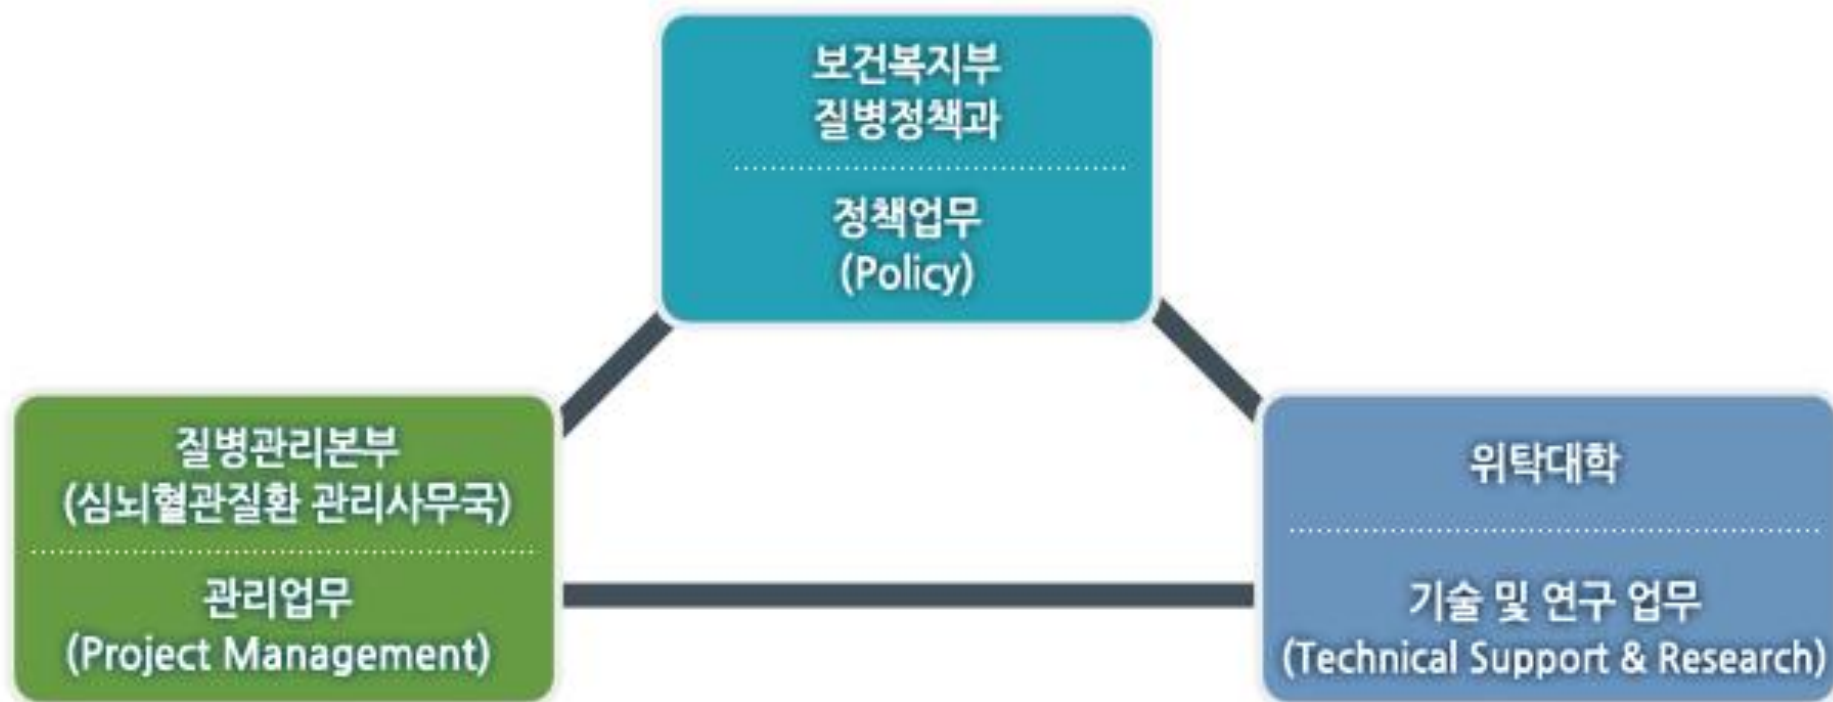 보건복지부
질병정책과
정책업무
(Policy)
질병관리본부
(심뇌혈관질환 관리사무국)
관리업무
(Project Management)
위탁대학
기술 및 연구 업무
(Technical Support & Research)